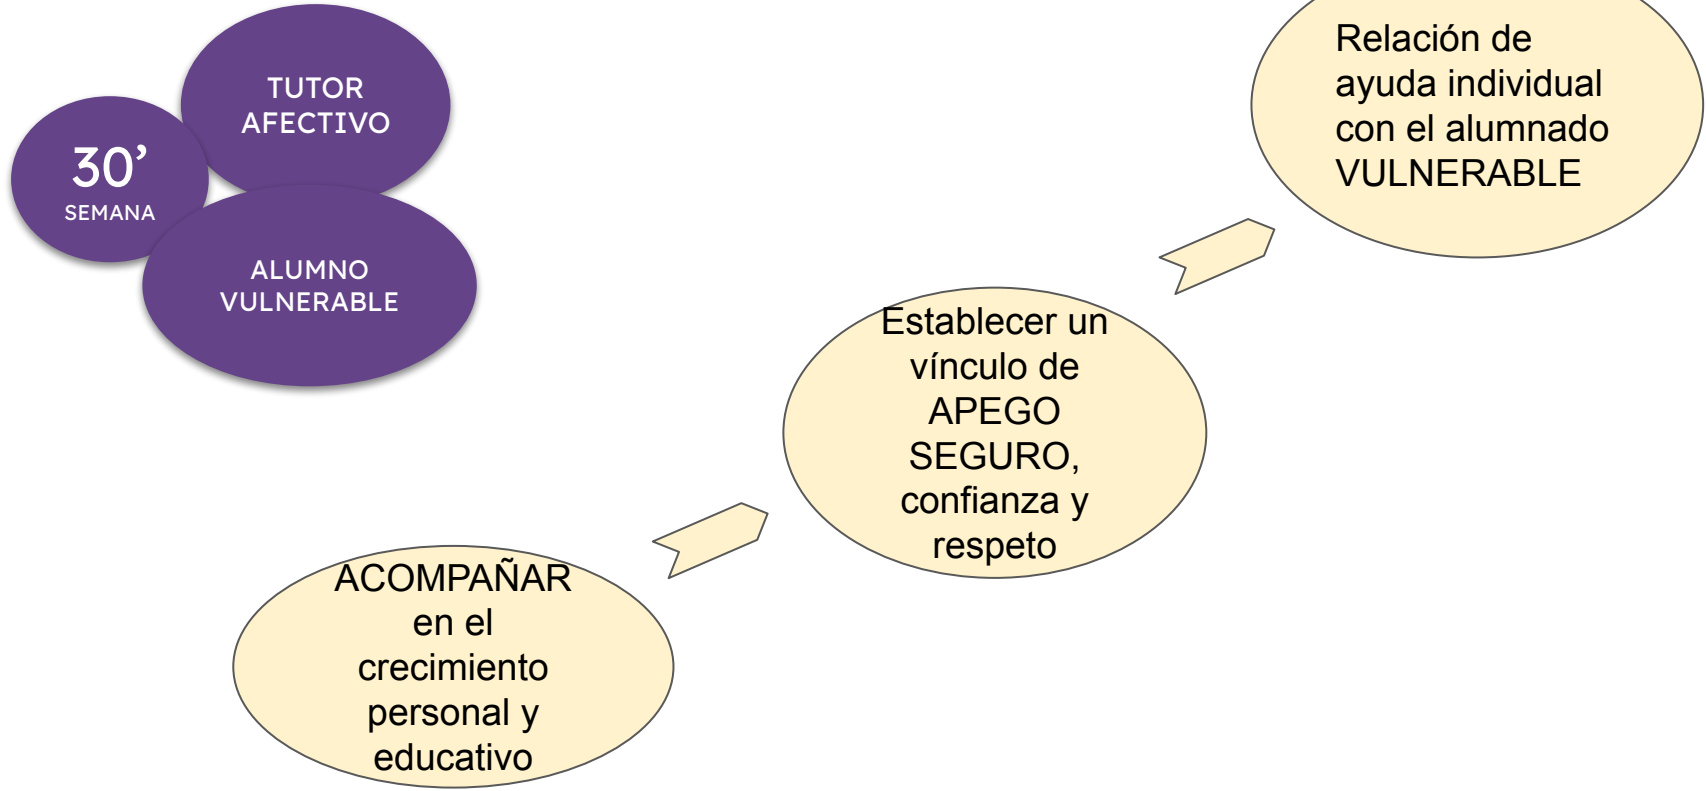 TUTOR
AFECTIVO
30’
SEMANA
ALUMNO
VULNERABLE
Relación de
ayuda individual
con el alumnado
VULNERABLE
Establecer un
vínculo de
APEGO
SEGURO,
confianza y
respeto
ACOMPAÑAR
en el
crecimiento
personal y
educativo